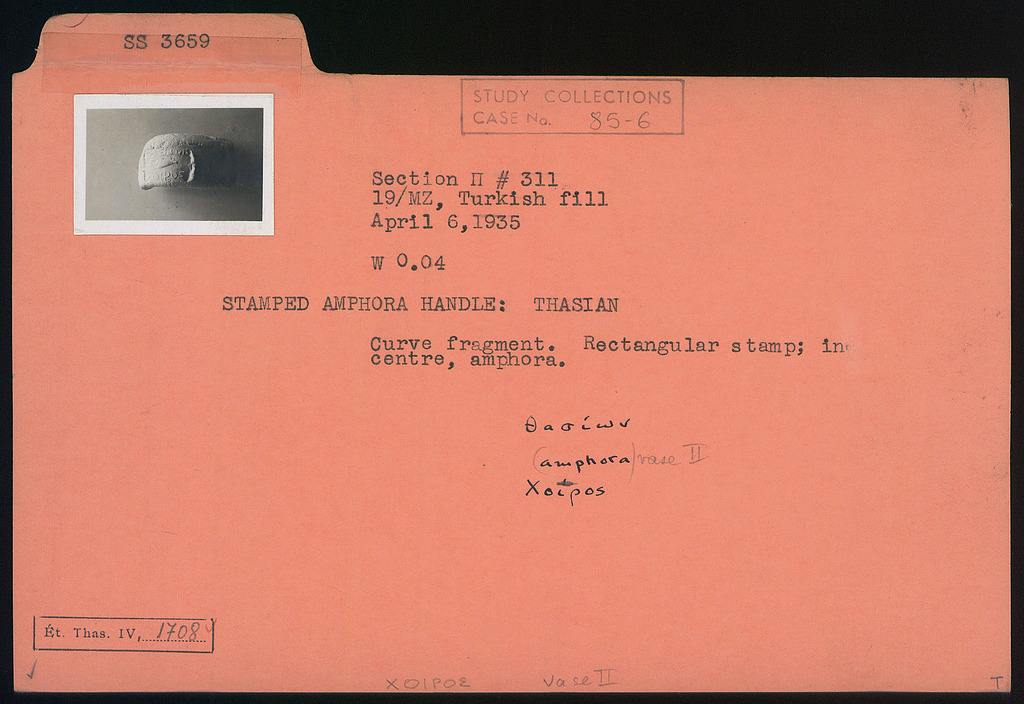 SS 3659
STUDY COLLECTIONS
CASE No. 85-6
Section Π # 311
19/MZ, Turkish fill
April 6,1935
W 0.04
STAMPED AMPHORA HANDLE: THASIAN
Curve fragment. Rectangular stamp; in
centre, amphora.
Θασίων
(amphora) vase II
Χοίρος
Ét. Thas. IV, 1708
ΧΟΙΡΟΣ Vase II
T